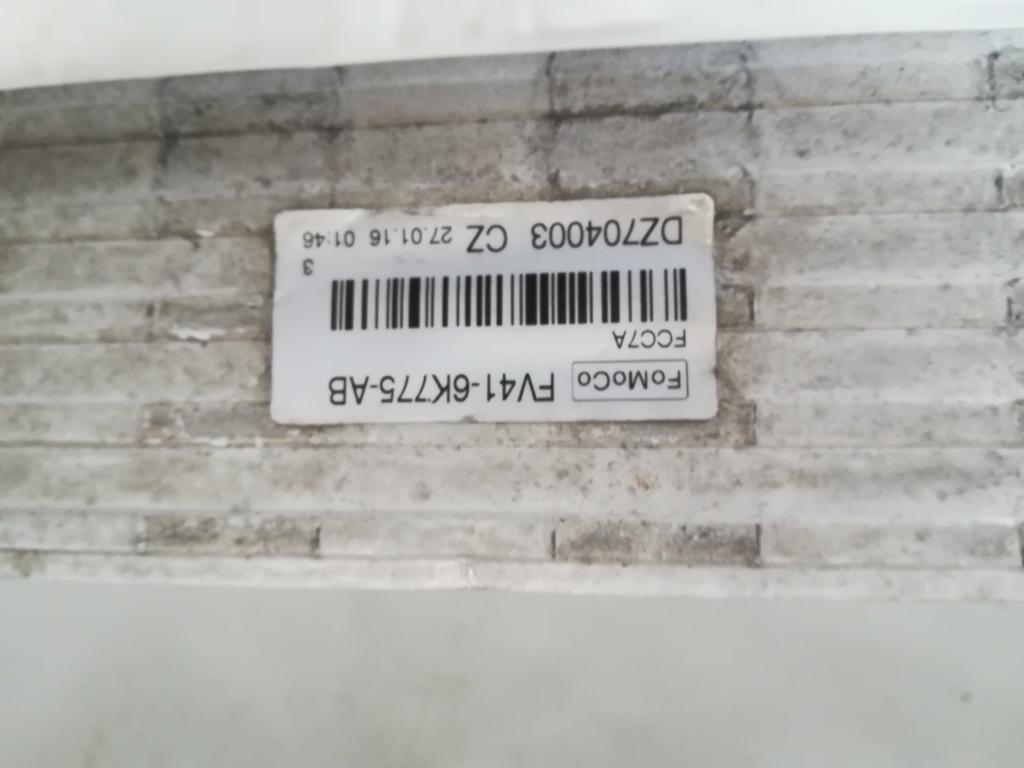 FoMoCo FV41-6K775-AB
FCC7A
3
DZ704003 CZ 27.01.16 01:46